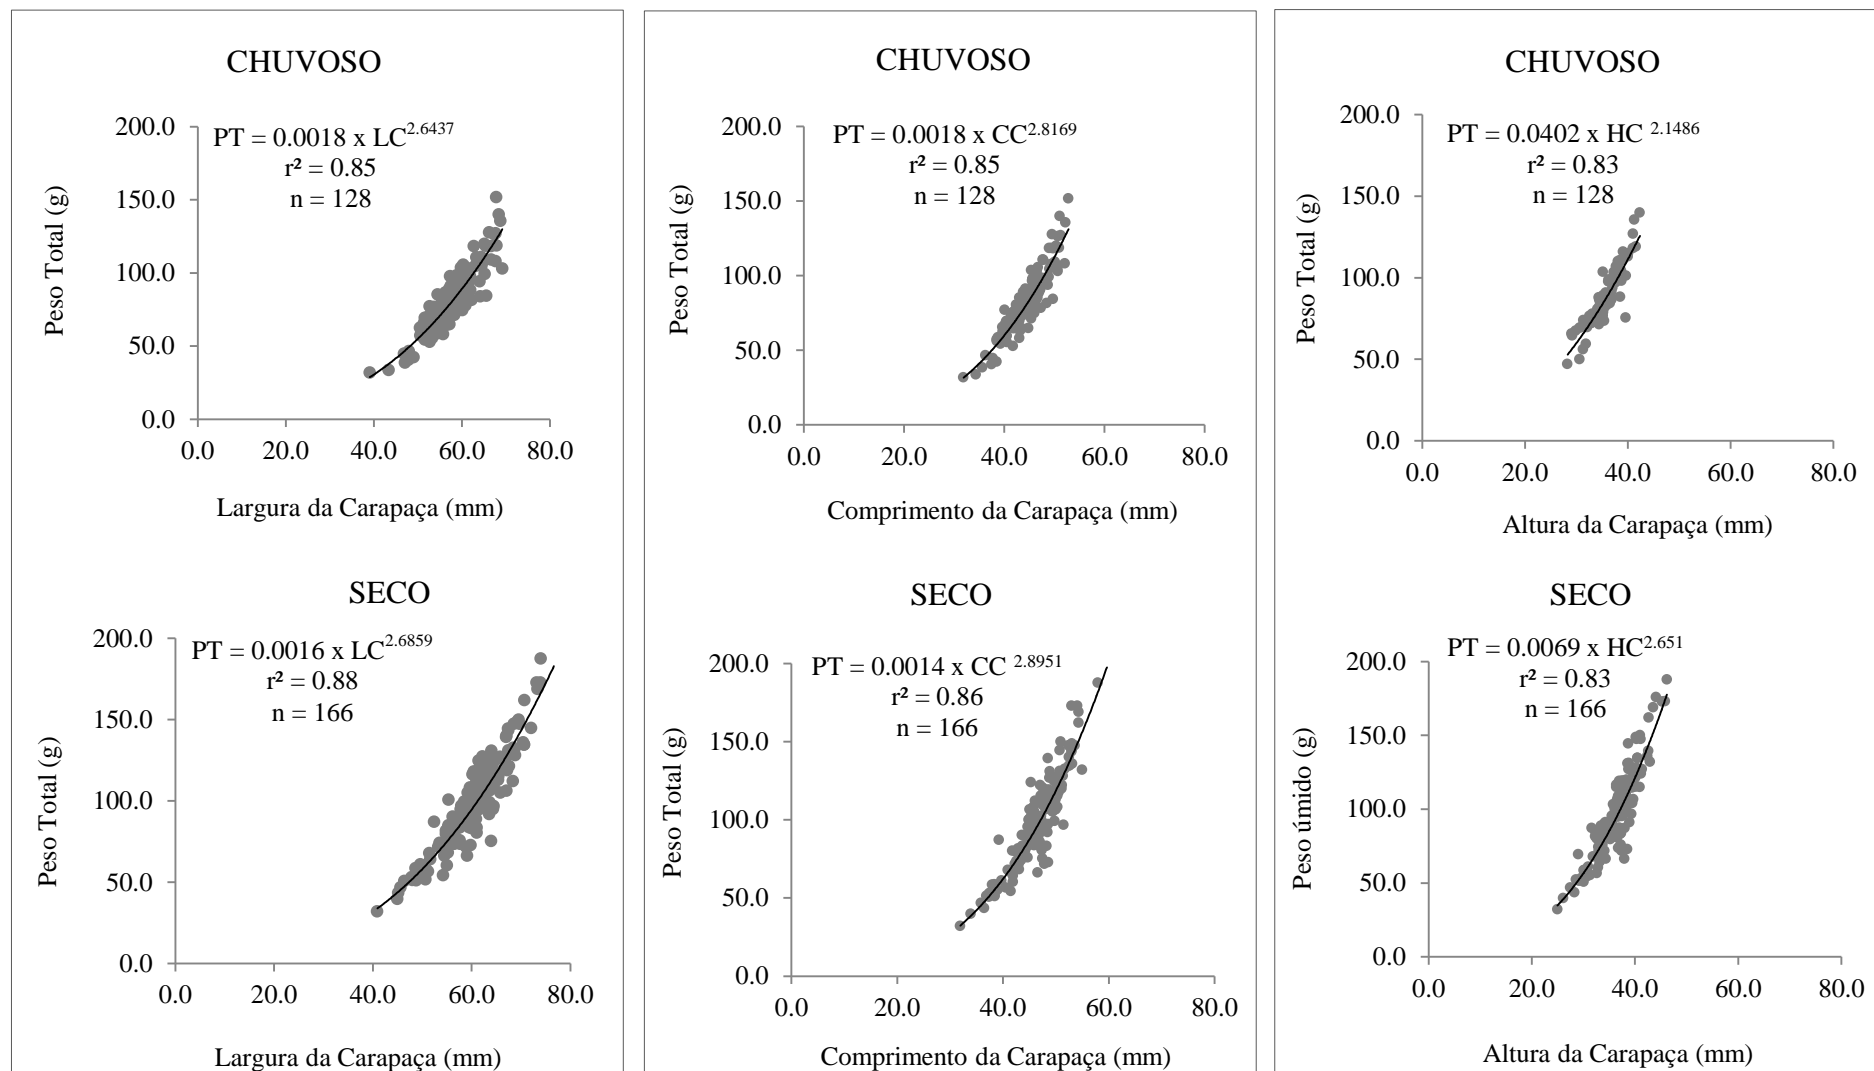 CHUVOSO
PT = 0.0018 x LC^2.6437
r² = 0.85
n = 128
200.0
150.0
100.0
50.0
0.0
0.0 20.0 40.0 60.0 80.0
Peso Total (g)
Largura da Carapaça (mm)
SECO
PT = 0.0016 x LC^2.6859
r² = 0.88
n = 166
200.0
150.0
100.0
50.0
0.0
0.0 20.0 40.0 60.0 80.0
Peso Total (g)
Largura da Carapaça (mm)
CHUVOSO
PT = 0.0018 x CC^2.8169
r² = 0.85
n = 128
200.0
150.0
100.0
50.0
0.0
0.0 20.0 40.0 60.0 80.0
Peso Total (g)
Comprimento da Carapaça (mm)
SECO
PT = 0.0014 x CC ^2.8951
r² = 0.86
n = 166
200.0
150.0
100.0
50.0
0.0
0.0 20.0 40.0 60.0 80.0
Peso Total (g)
Comprimento da Carapaça (mm)
CHUVOSO
PT = 0.0402 x HC ^2.1486
r² = 0.83
n = 128
200.0
150.0
100.0
50.0
0.0
0.0 20.0 40.0 60.0 80.0
Peso Total (g)
Altura da Carapaça (mm)
SECO
PT = 0.0069 x HC^2.651
r² = 0.83
n = 166
200.0
150.0
100.0
50.0
0.0
0.0 20.0 40.0 60.0 80.0
Peso úmido (g)
Altura da Carapaça (mm)